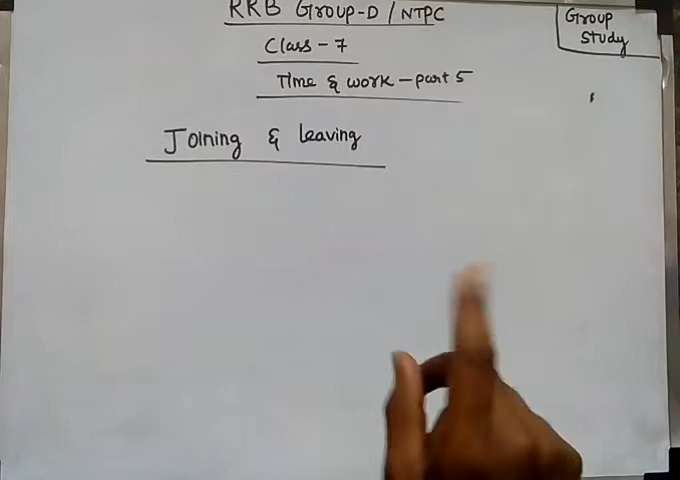 RRB Group-D / NTPC
Group
Study
Class - 7
Time & work - part 5
Joining & leaving